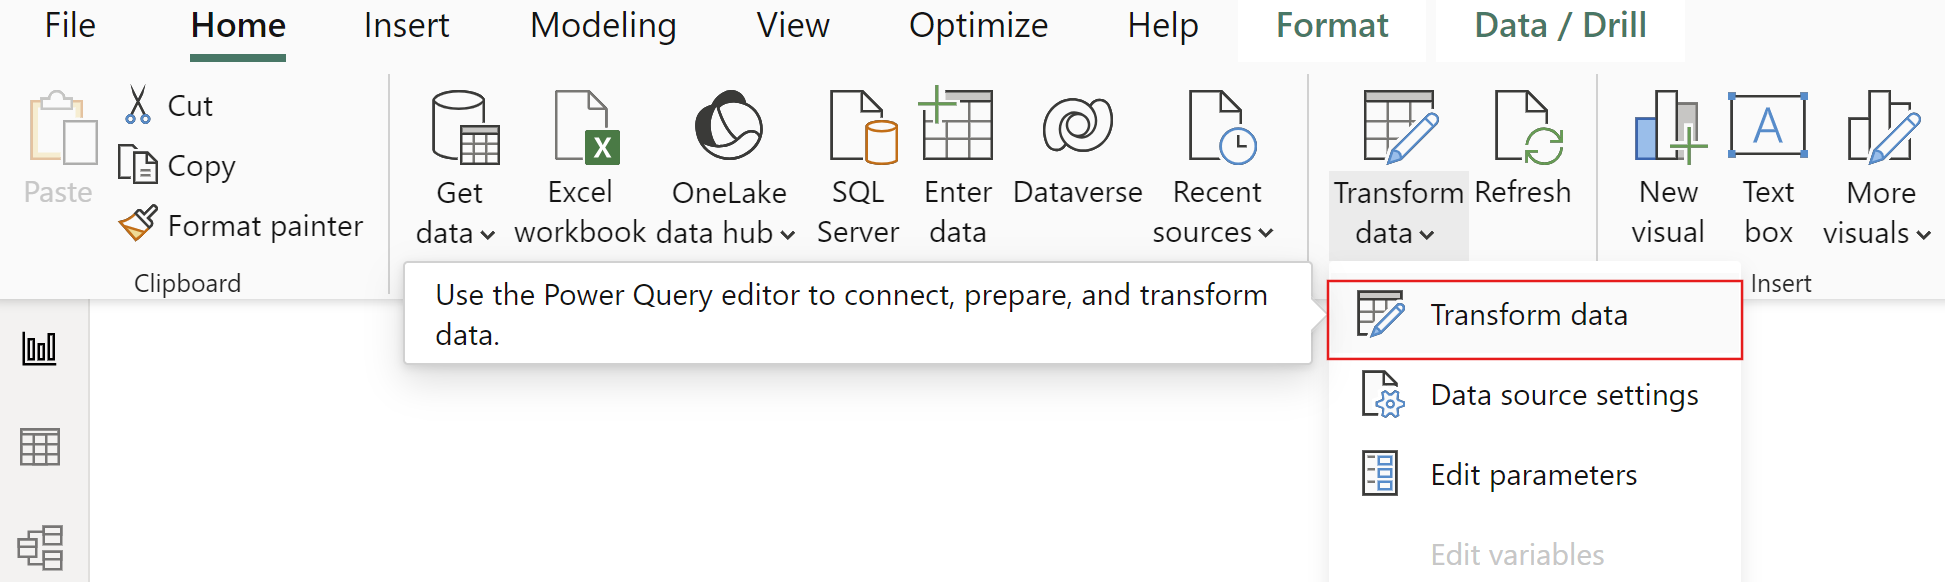 File Home Insert Modeling View Optimize Help Format Data / Drill
Paste
Cut
Copy
Format painter
Clipboard
Get
data
Excel
workbook
OneLake
data hub
SQL
Server
Enter
data
Dataverse
Recent
sources
Transform
data
Refresh
New
visual
Text
box
More
visuals
Insert
Use the Power Query editor to connect, prepare, and transform
data.
Transform data
Data source settings
Edit parameters
Edit variables